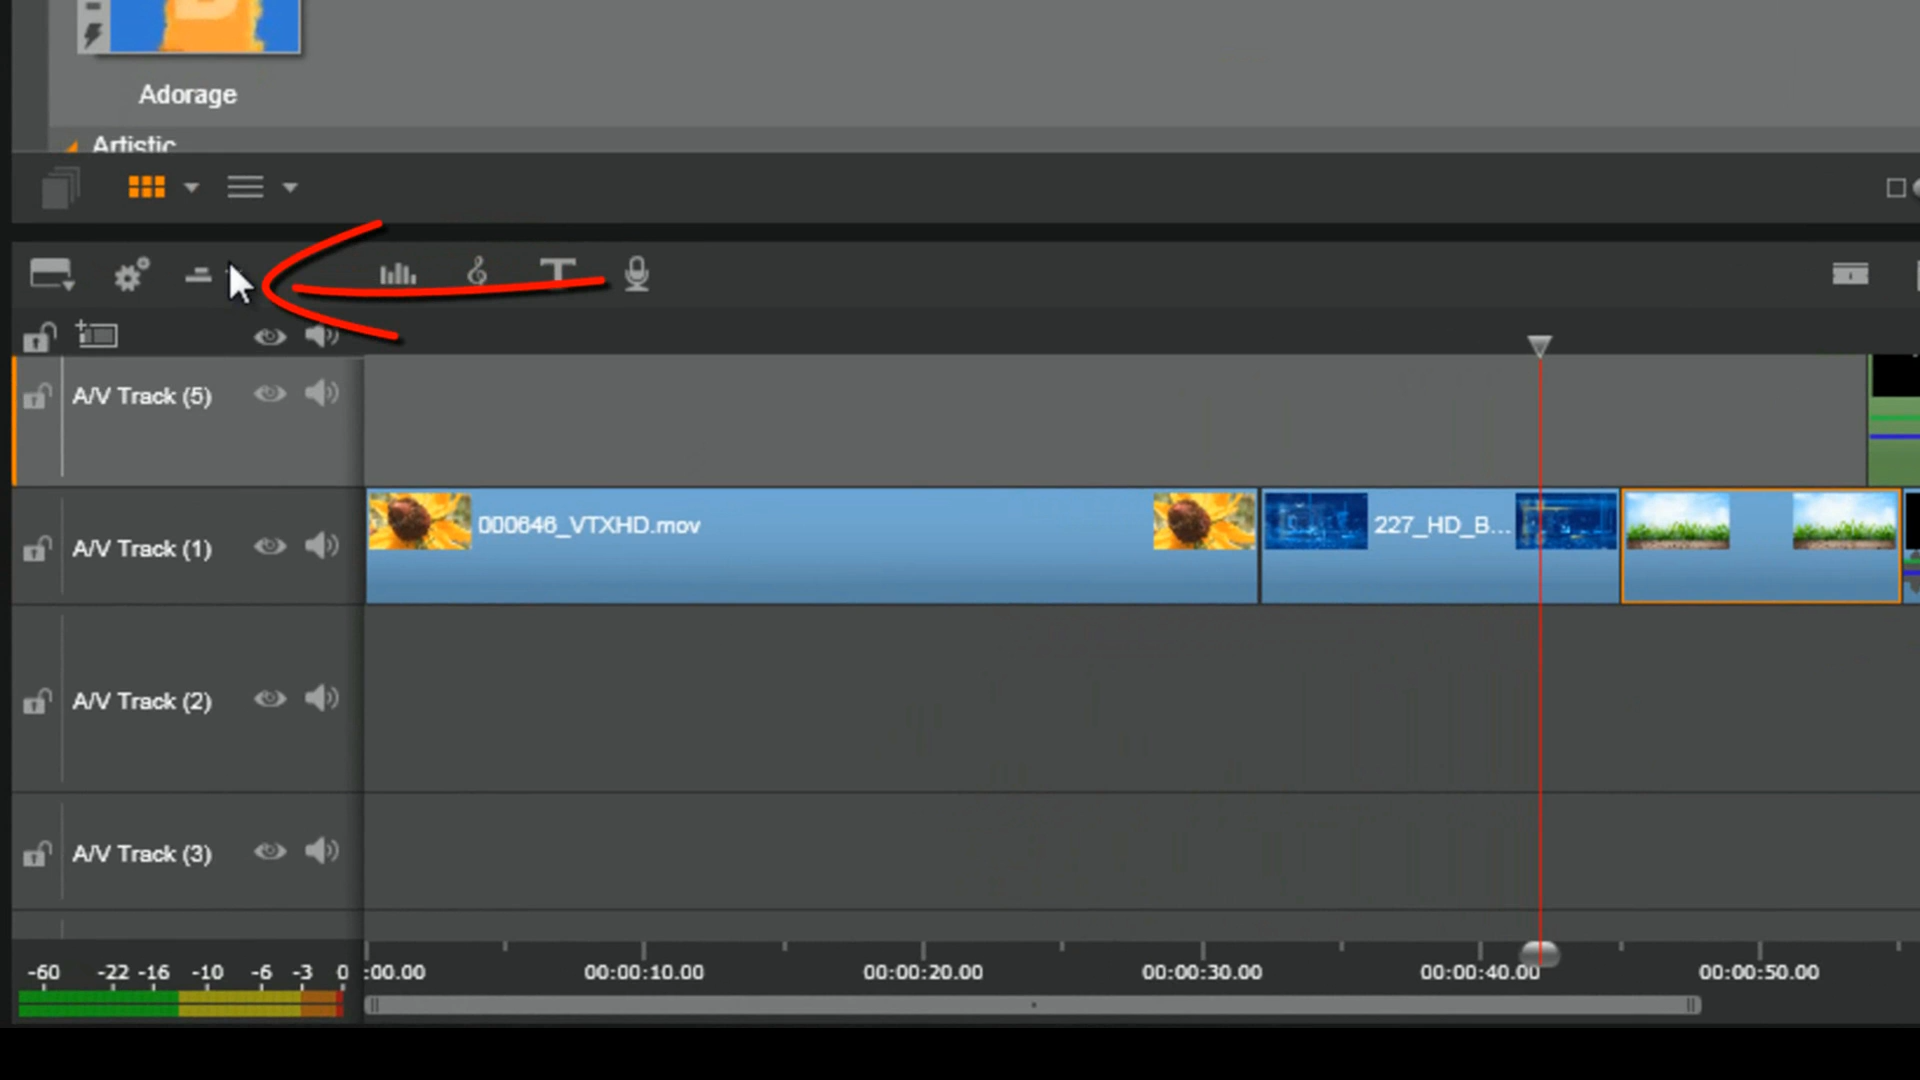 Adorage
Artistic
A/V Track (5)
A/V Track (1)
000646_VTXHD.mov
227_HD_B...
A/V Track (2)
A/V Track (3)
-60 -22 -16 -10 -6 -3 0
:00.00 00:00:10.00 00:00:20.00 00:00:30.00 00:00:40.00 00:00:50.00